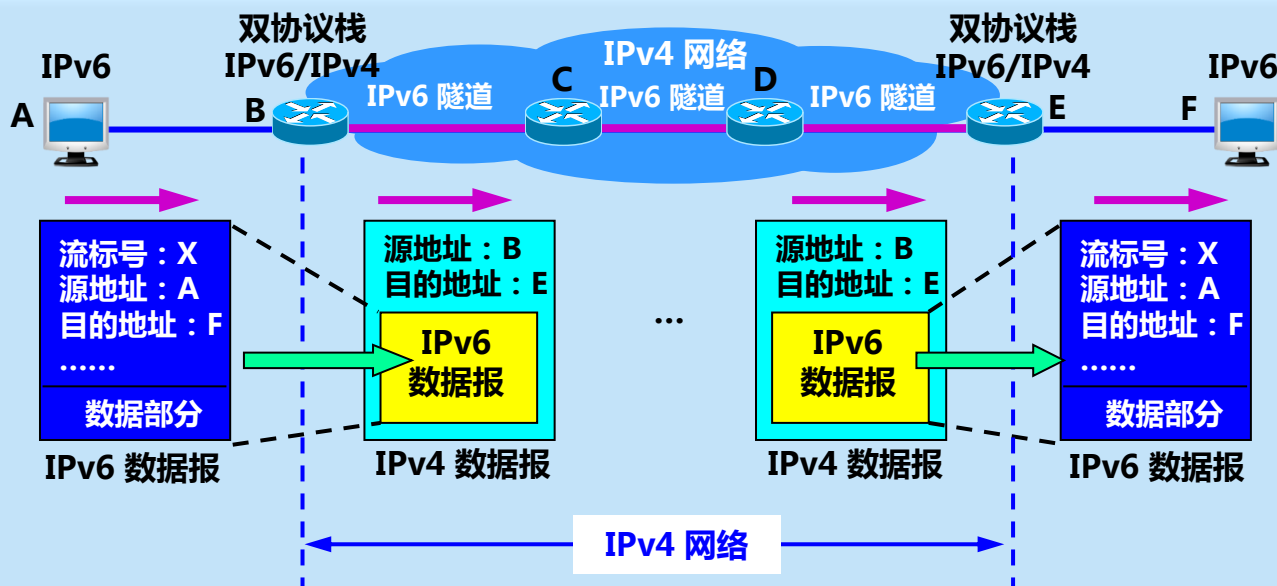 双协议栈
IPv6/IPv4
IPv6
A
B
IPv4 网络
IPv6 隧道
C
IPv6 隧道
D
IPv6 隧道
双协议栈
IPv6/IPv4
E
IPv6
F
流标号：X
源地址：A
目的地址：F
……
数据部分
IPv6 数据报
源地址：B
目的地址：E
IPv6
数据报
IPv4 数据报
…
源地址：B
目的地址：E
IPv6
数据报
IPv4 数据报
流标号：X
源地址：A
目的地址：F
……
数据部分
IPv6 数据报
IPv4 网络